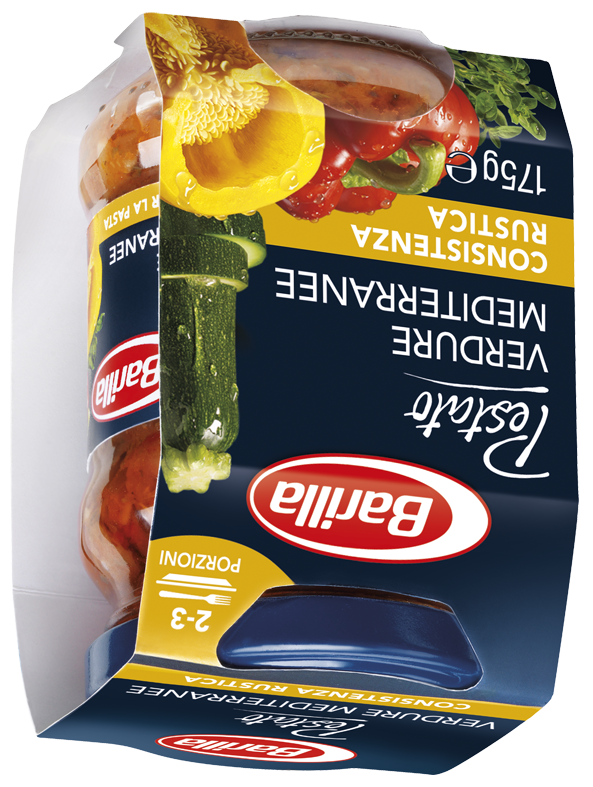 Barilla
Pestato
VERDURE MEDITERRANEE
CONSISTENZA RUSTICA
2-3
PORZIONI
Barilla
Pestato
VERDURE
MEDITERRANEE
CONSISTENZA
RUSTICA
175g e
Barilla
RANEE
R LA PASTA